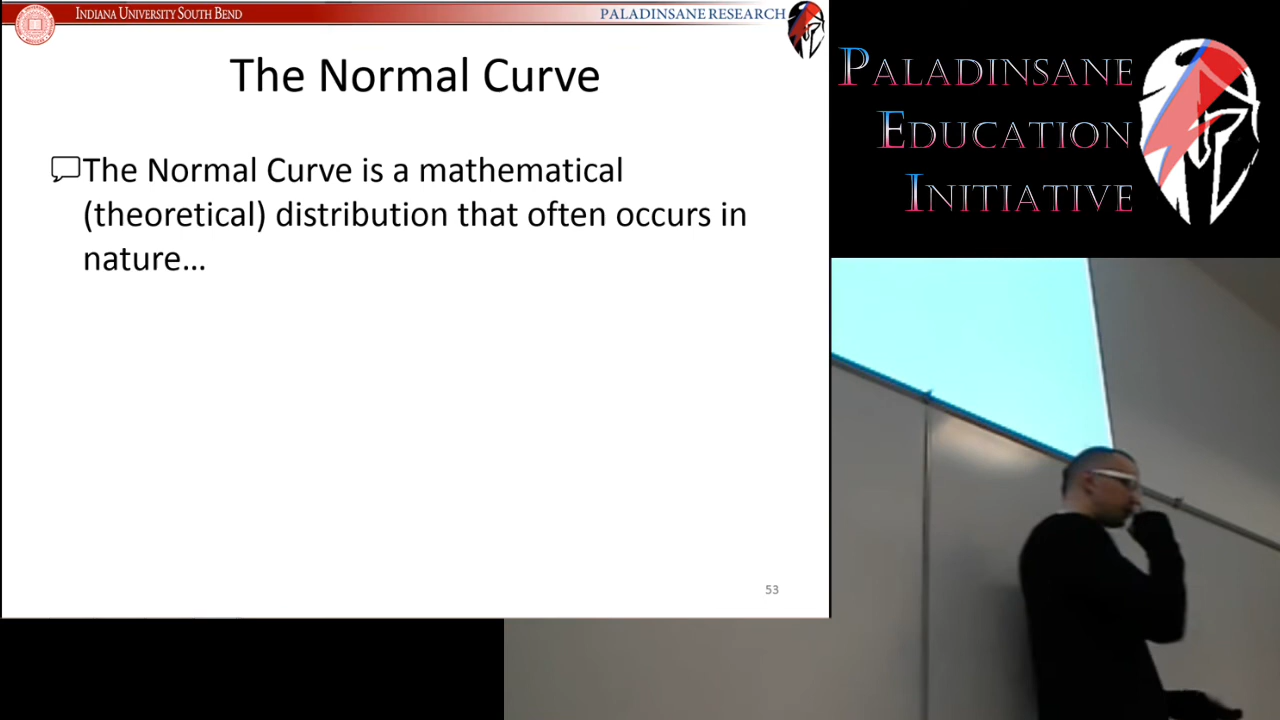 INDIANA UNIVERSITY SOUTH BEND
PALADINSANE RESEARCH
The Normal Curve
The Normal Curve is a mathematical
(theoretical) distribution that often occurs in
nature…
53
PALADINSANE
EDUCATION
INITIATIVE